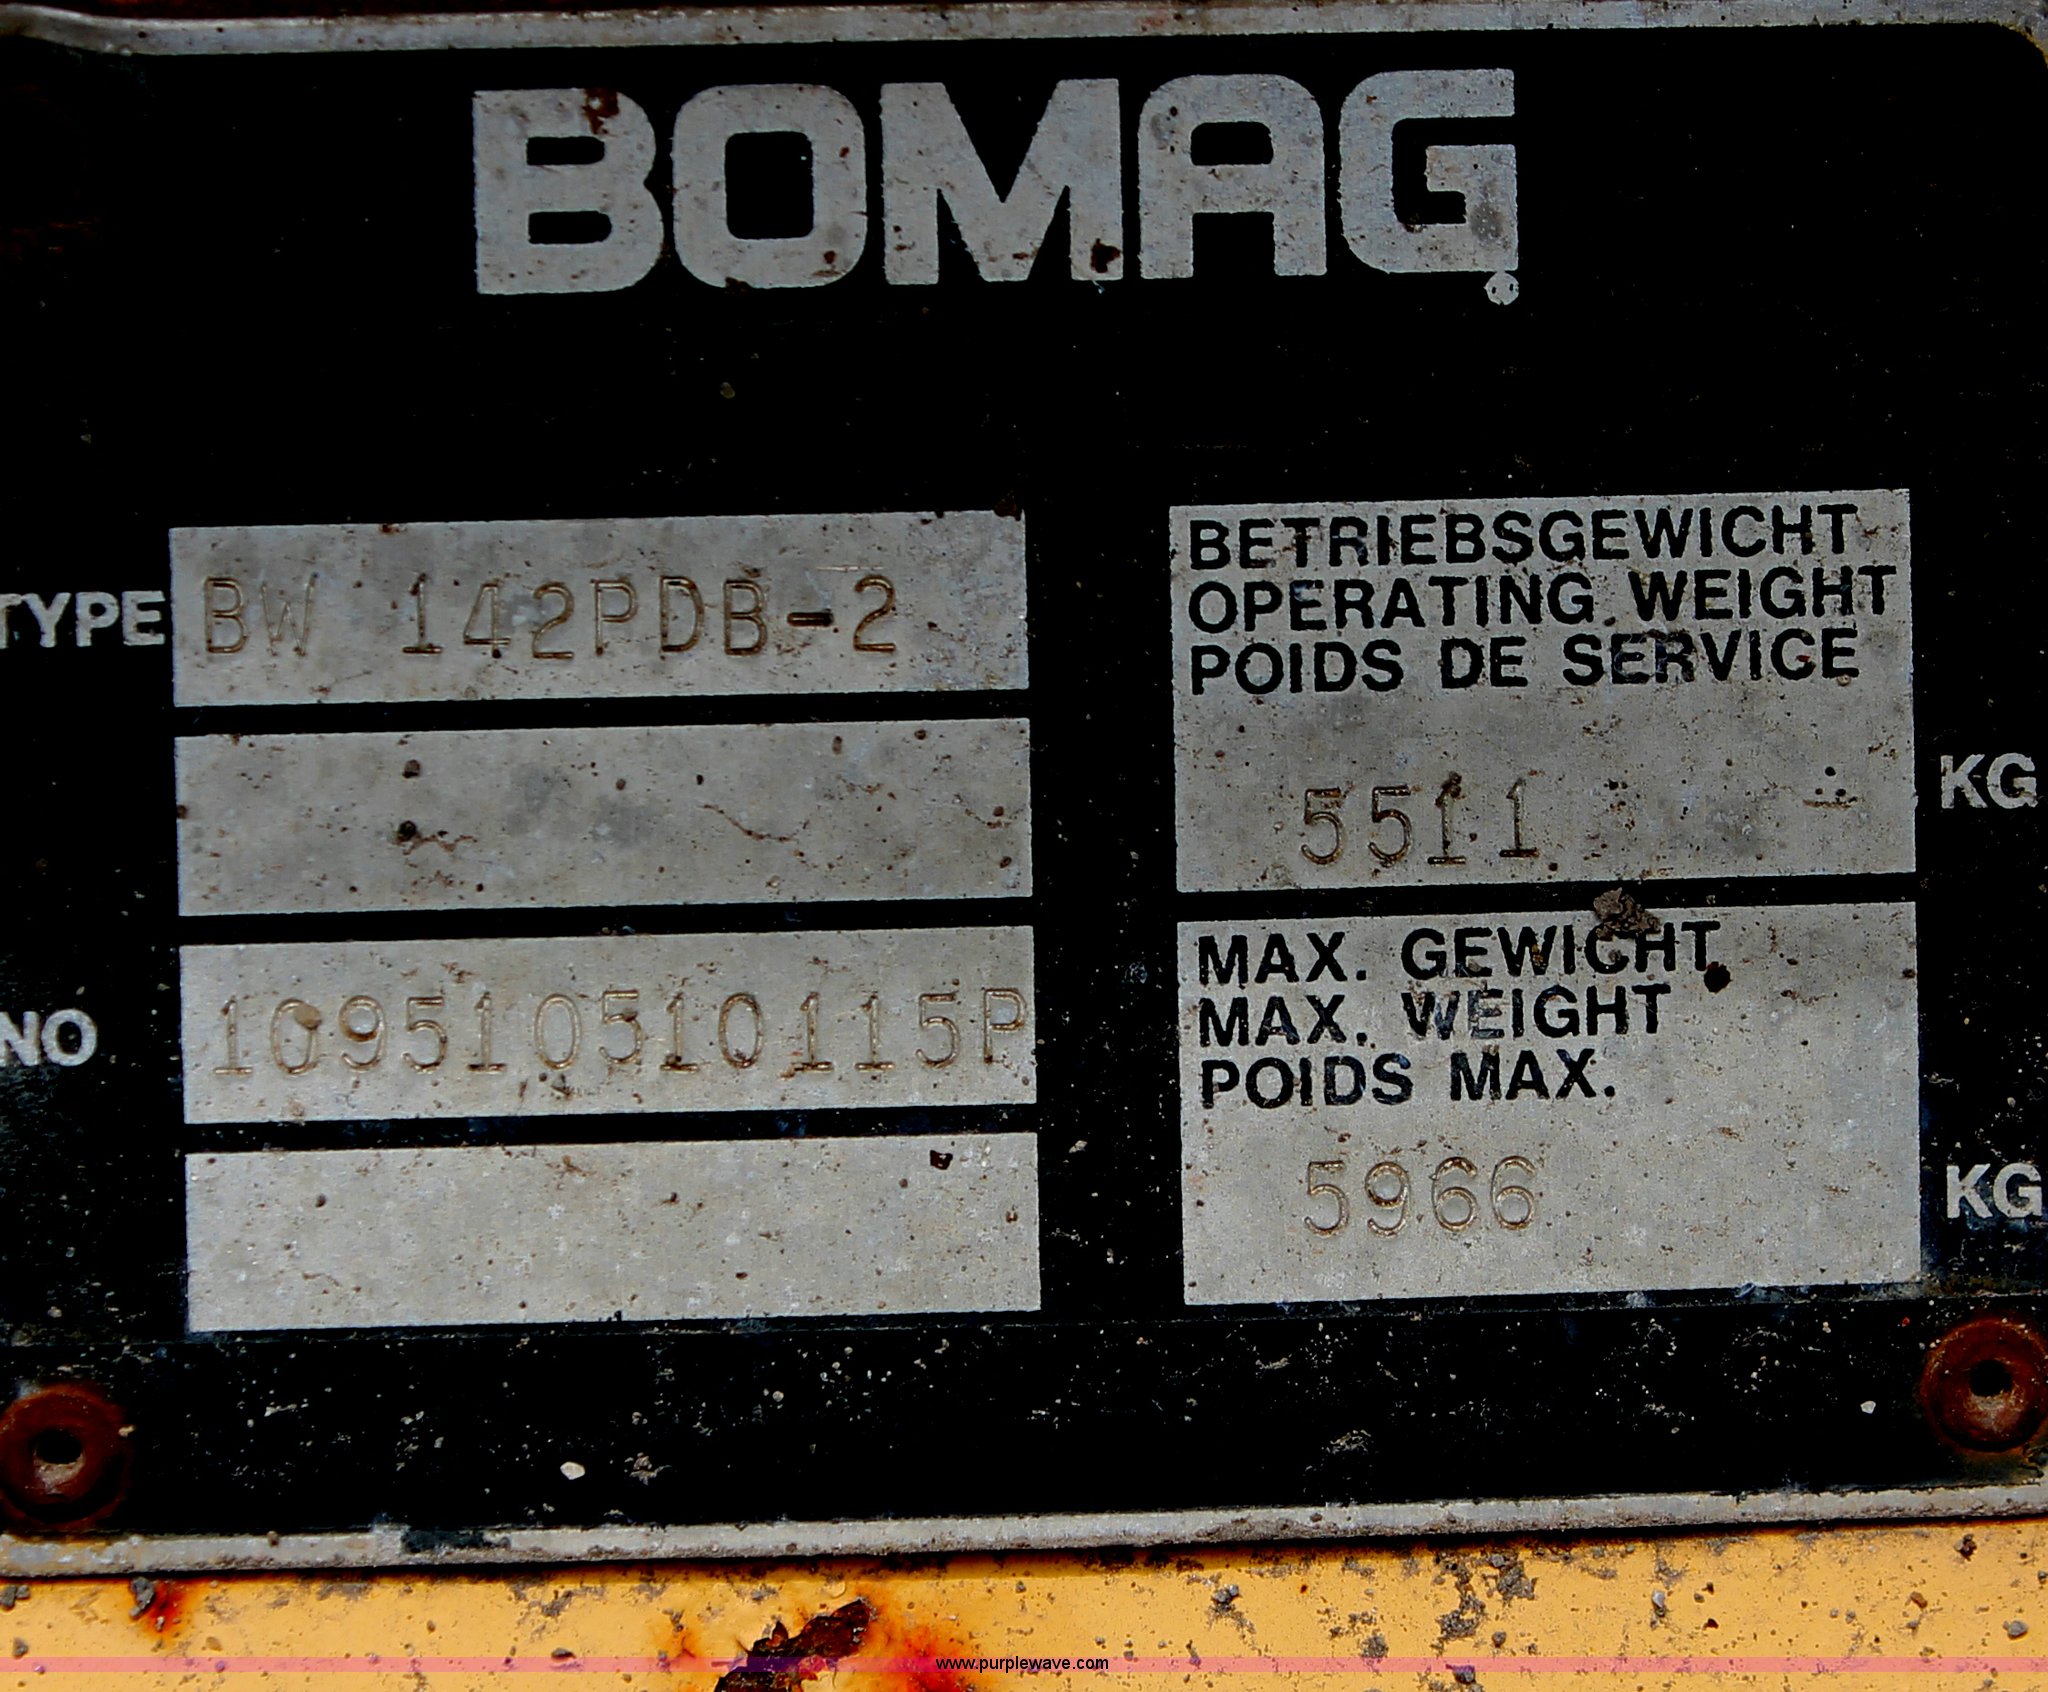 BOMAG
TYPE BW 142PDB-2
NO 109510510115P
BETRIEBSGEWICHT
OPERATING WEIGHT
POIDS DE SERVICE
5511 KG
MAX. GEWICHT
MAX. WEIGHT
POIDS MAX.
5966 KG
www.purplewave.com